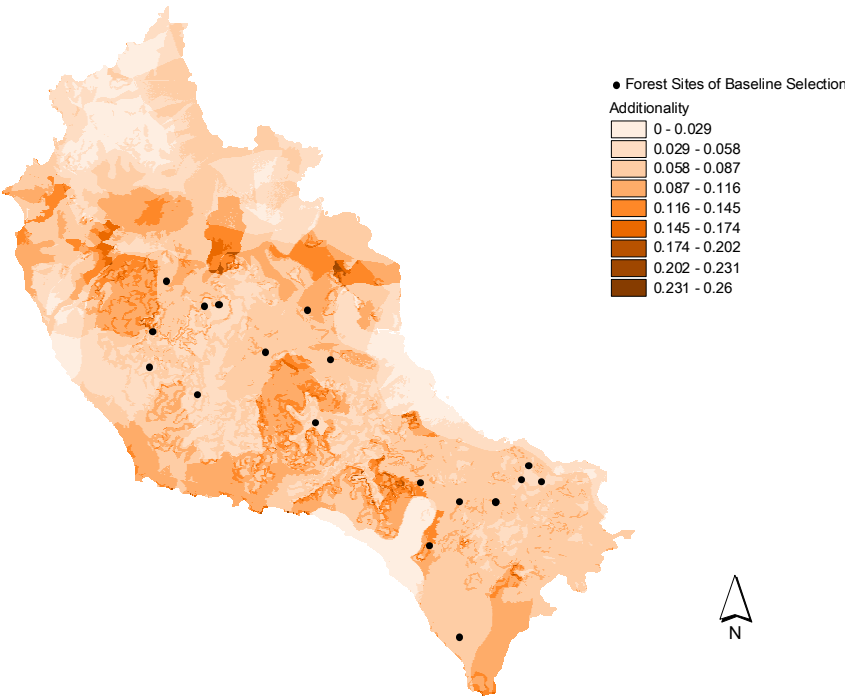 Forest Sites of Baseline Selection
Additionality
0 - 0.029
0.029 - 0.058
0.058 - 0.087
0.087 - 0.116
0.116 - 0.145
0.145 - 0.174
0.174 - 0.202
0.202 - 0.231
0.231 - 0.26
N